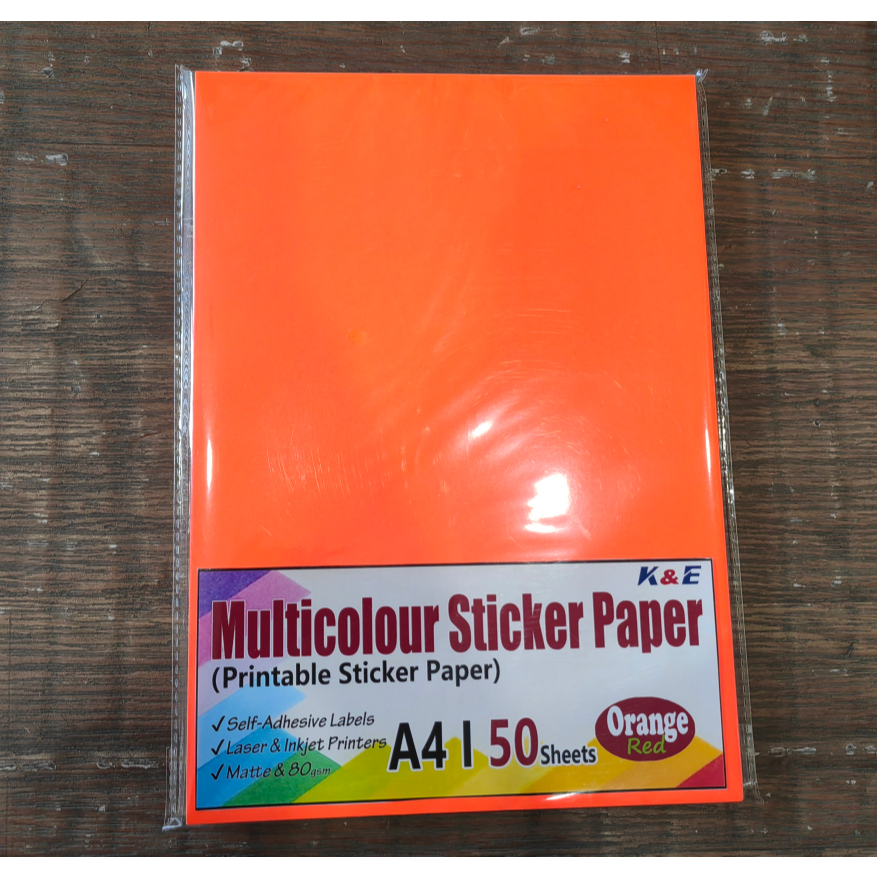 K&E
Multicolour Sticker Paper
(Printable Sticker Paper)
✓ Self-Adhesive Labels
✓ Laser & Inkjet Printers
✓ Matte & 80gsm
A4 | 50 Sheets
Orange
Red